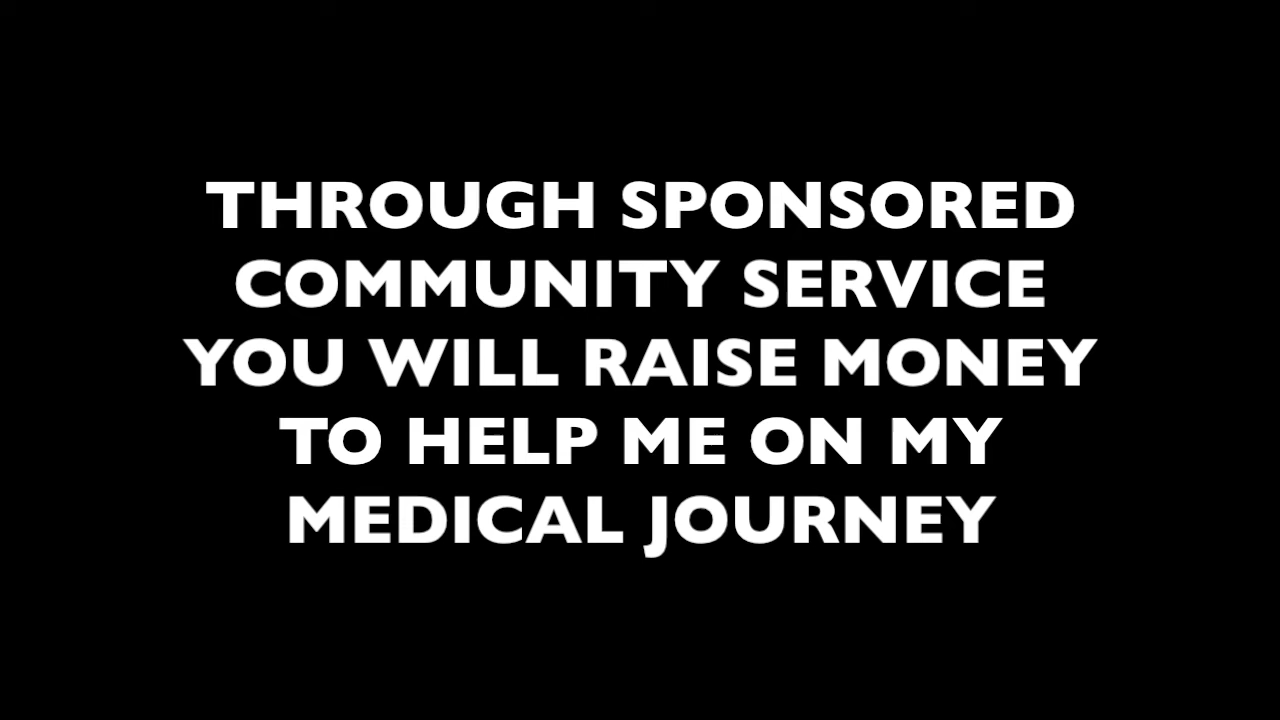 THROUGH SPONSORED
COMMUNITY SERVICE
YOU WILL RAISE MONEY
TO HELP ME ON MY
MEDICAL JOURNEY